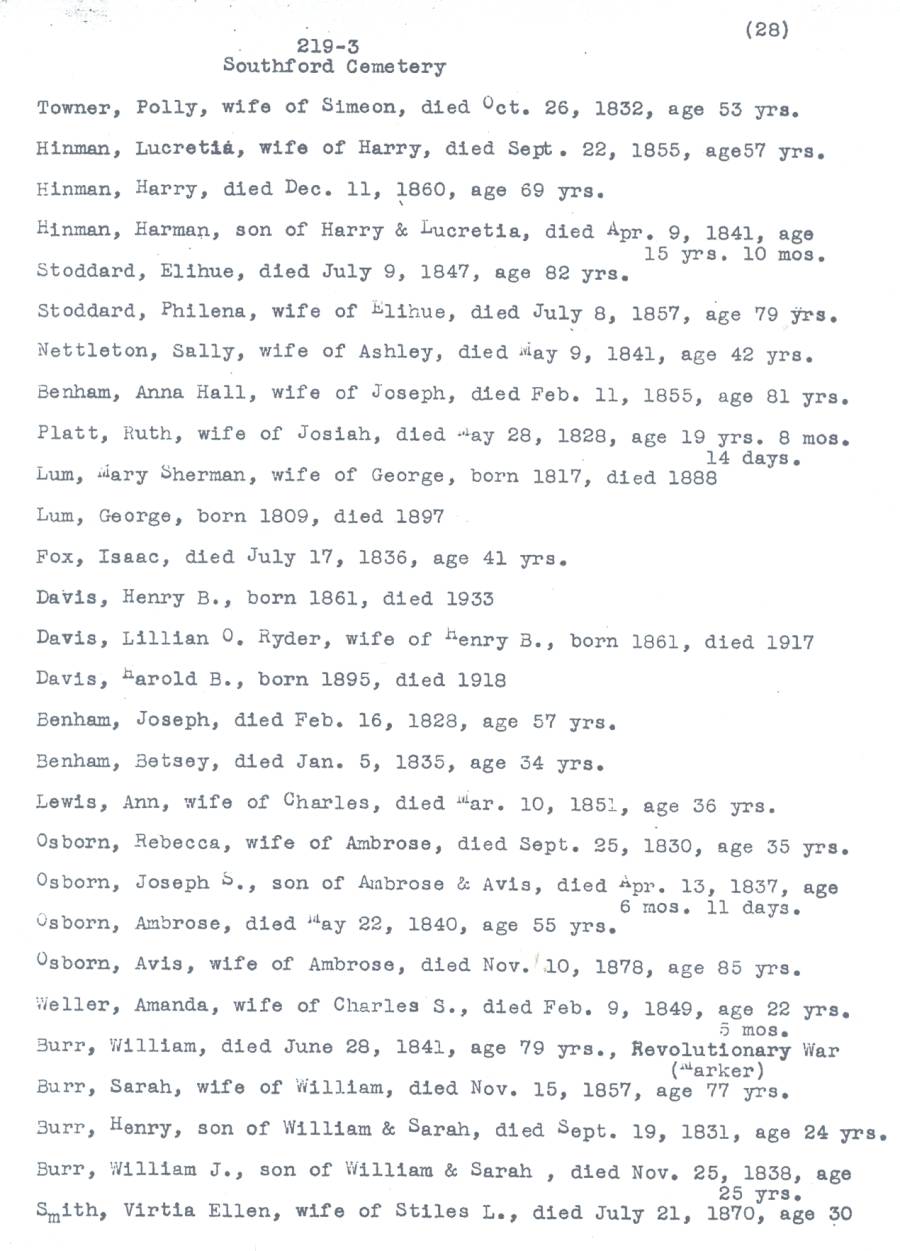 (28)
219-3
Southford Cemetery
Towner, Polly, wife of Simeon, died Oct. 26, 1832, age 53 yrs.
Hinman, Lucretia, wife of Harry, died Sept. 22, 1855, age57 yrs.
Hinman, Harry, died Dec. 11, 1860, age 69 yrs.
Hinman, Harman, son of Harry & Lucretia, died Apr. 9, 1841, age
15 yrs. 10 mos.
Stoddard, Elihue, died July 9, 1847, age 82 yrs.
Stoddard, Philena, wife of Elihue, died July 8, 1857, age 79 yrs.
Nettleton, Sally, wife of Ashley, died May 9, 1841, age 42 yrs.
Benham, Anna Hall, wife of Joseph, died Feb. 11, 1855, age 81 yrs.
Platt, Ruth, wife of Josiah, died May 28, 1828, age 19 yrs. 8 mos.
14 days.
Lum, Mary Sherman, wife of George, born 1817, died 1888
Lum, George, born 1809, died 1897
Fox, Isaac, died July 17, 1836, age 41 yrs.
Davis, Henry B., born 1861, died 1933
Davis, Lillian O. Ryder, wife of Henry B., born 1861, died 1917
Davis, Harold B., born 1895, died 1918
Benham, Joseph, died Feb. 16, 1828, age 57 yrs.
Benham, Betsey, died Jan. 5, 1835, age 34 yrs.
Lewis, Ann, wife of Charles, died Mar. 10, 1851, age 36 yrs.
Osborn, Rebecca, wife of Ambrose, died Sept. 25, 1830, age 35 yrs.
Osborn, Joseph S., son of Ambrose & Avis, died Apr. 13, 1837, age
6 mos. 11 days.
Osborn, Ambrose, died May 22, 1840, age 55 yrs.
Osborn, Avis, wife of Ambrose, died Nov. 10, 1878, age 85 yrs.
Weller, Amanda, wife of Charles S., died Feb. 9, 1849, age 22 yrs.
5 mos.
Burr, William, died June 28, 1841, age 79 yrs., Revolutionary War
(Marker)
Burr, Sarah, wife of William, died Nov. 15, 1857, age 77 yrs.
Burr, Henry, son of William & Sarah, died Sept. 19, 1831, age 24 yrs.
Burr, William J., son of William & Sarah , died Nov. 25, 1838, age
25 yrs.
Smith, Virtia Ellen, wife of Stiles L., died July 21, 1870, age 30